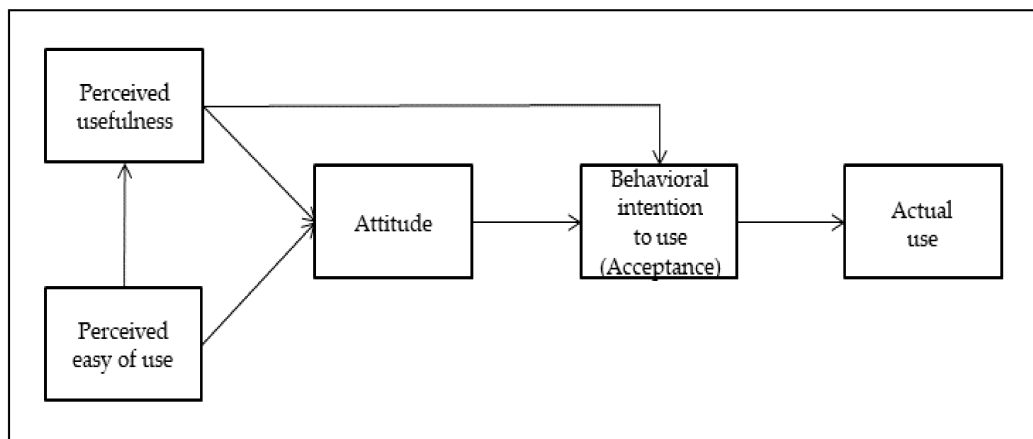 Perceived
usefulness
Attitude
Behavioral
intention
to use
(Acceptance)
Actual
use
Perceived
easy of use